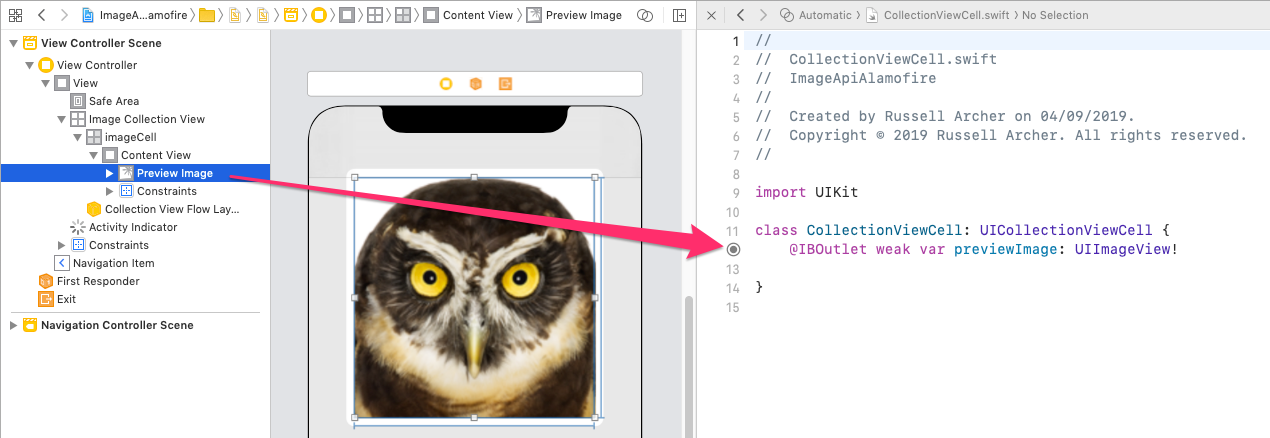 ImageA...amofire
Content View
Preview Image
View Controller Scene
View Controller
View
Safe Area
Image Collection View
imageCell
Content View
Preview Image
Constraints
Collection View Flow Lay...
Activity Indicator
Constraints
Navigation Item
First Responder
Exit
Navigation Controller Scene
Automatic
CollectionViewCell.swift
No Selection
1 //
2 //  CollectionViewCell.swift
3 //  ImageApiAlamofire
4 //
5 //  Created by Russell Archer on 04/09/2019.
6 //  Copyright © 2019 Russell Archer. All rights reserved.
7 //
8
9 import UIKit
10
11 class CollectionViewCell: UICollectionViewCell {
@IBOutlet weak var previewImage: UIImageView!
13
14 }
15